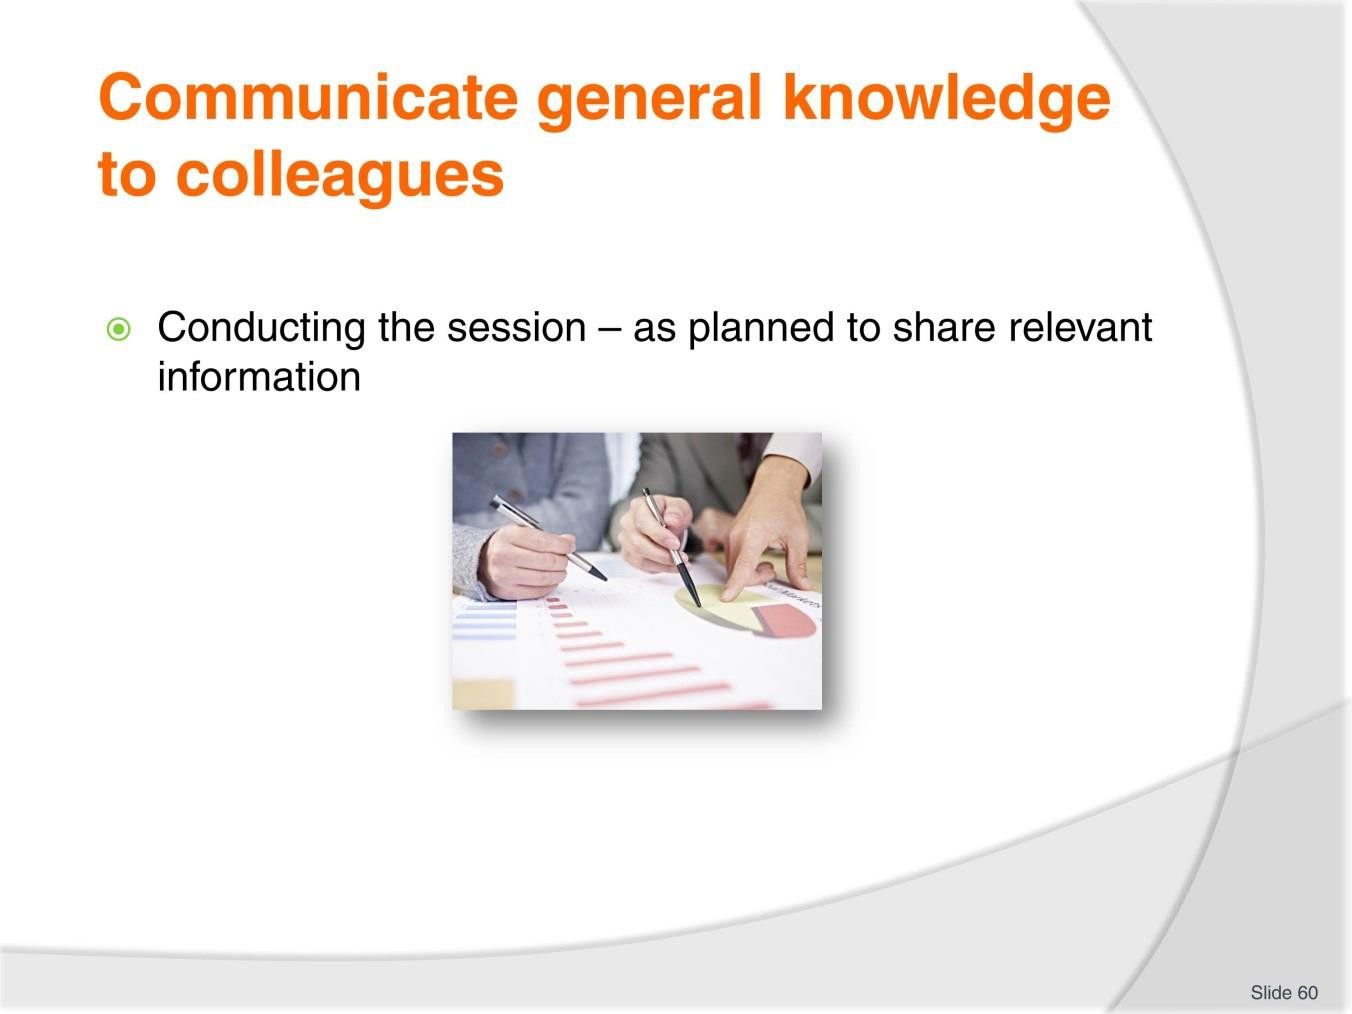 Communicate general knowledge
to colleagues
Conducting the session – as planned to share relevant
information
Slide 60